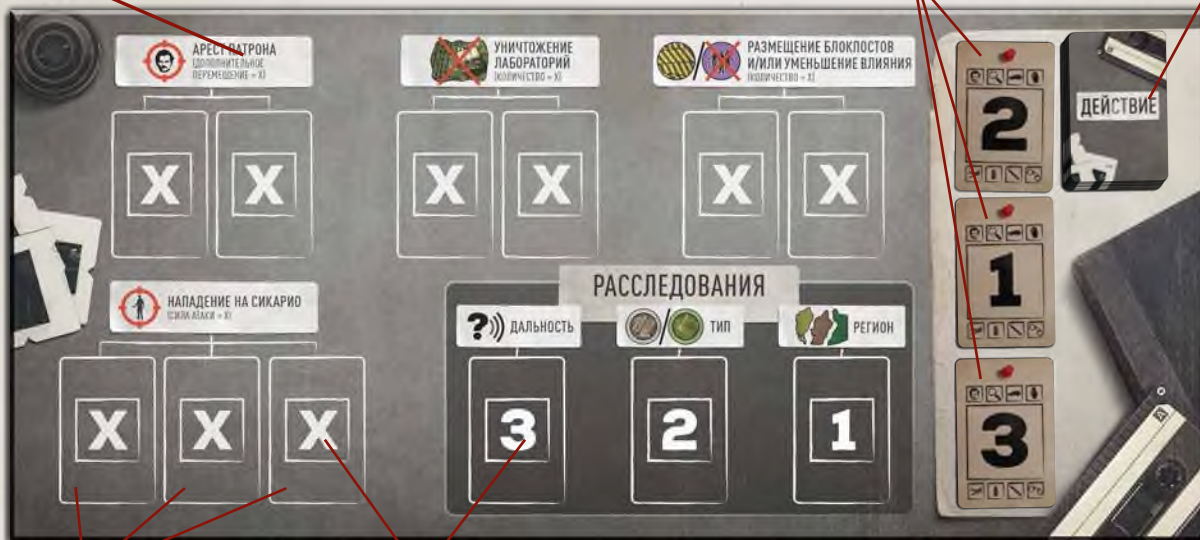 АРЕСТ ПАТРОНА
(ДОПОЛНИТЕЛЬНОЕ
ПЕРЕМЕЩЕНИЕ = X)
X X
УНИЧТОЖЕНИЕ
ЛАБОРАТОРИЙ
(КОЛИЧЕСТВО = X)
X X
РАЗМЕЩЕНИЕ БЛОКПОСТОВ
И/ИЛИ УМЕНЬШЕНИЕ ВЛИЯНИЯ
(КОЛИЧЕСТВО = X)
X X
НАПАДЕНИЕ НА СИКАРИО
(СИЛА АТАКИ = X)
X X X
РАССЛЕДОВАНИЯ
? ДАЛЬНОСТЬ
/ ТИП
РЕГИОН
3 2 1
2
1
3
ДЕЙСТВИЕ